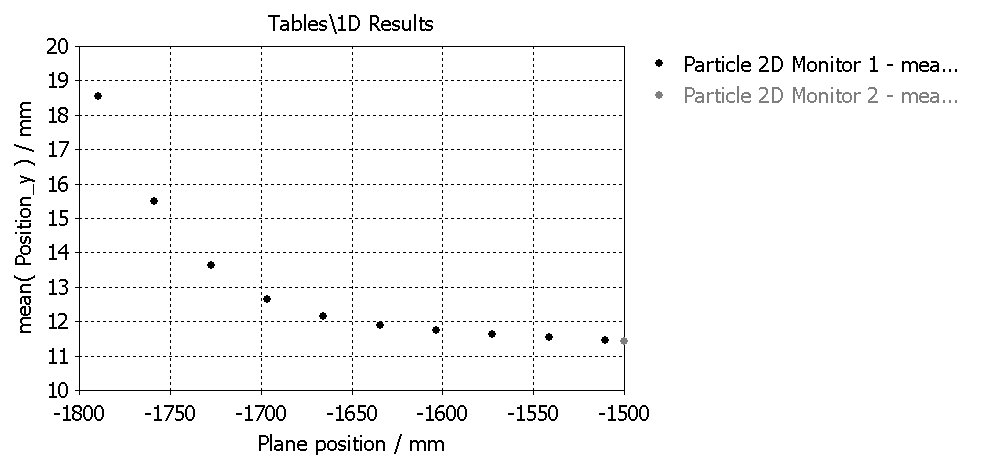 Tables\1D Results
20
19
18
17
16
15
14
13
12
11
10
-1800 -1750 -1700 -1650 -1600 -1550 -1500
Plane position / mm
mean( Position_y ) / mm
Particle 2D Monitor 1 - mea...
Particle 2D Monitor 2 - mea...